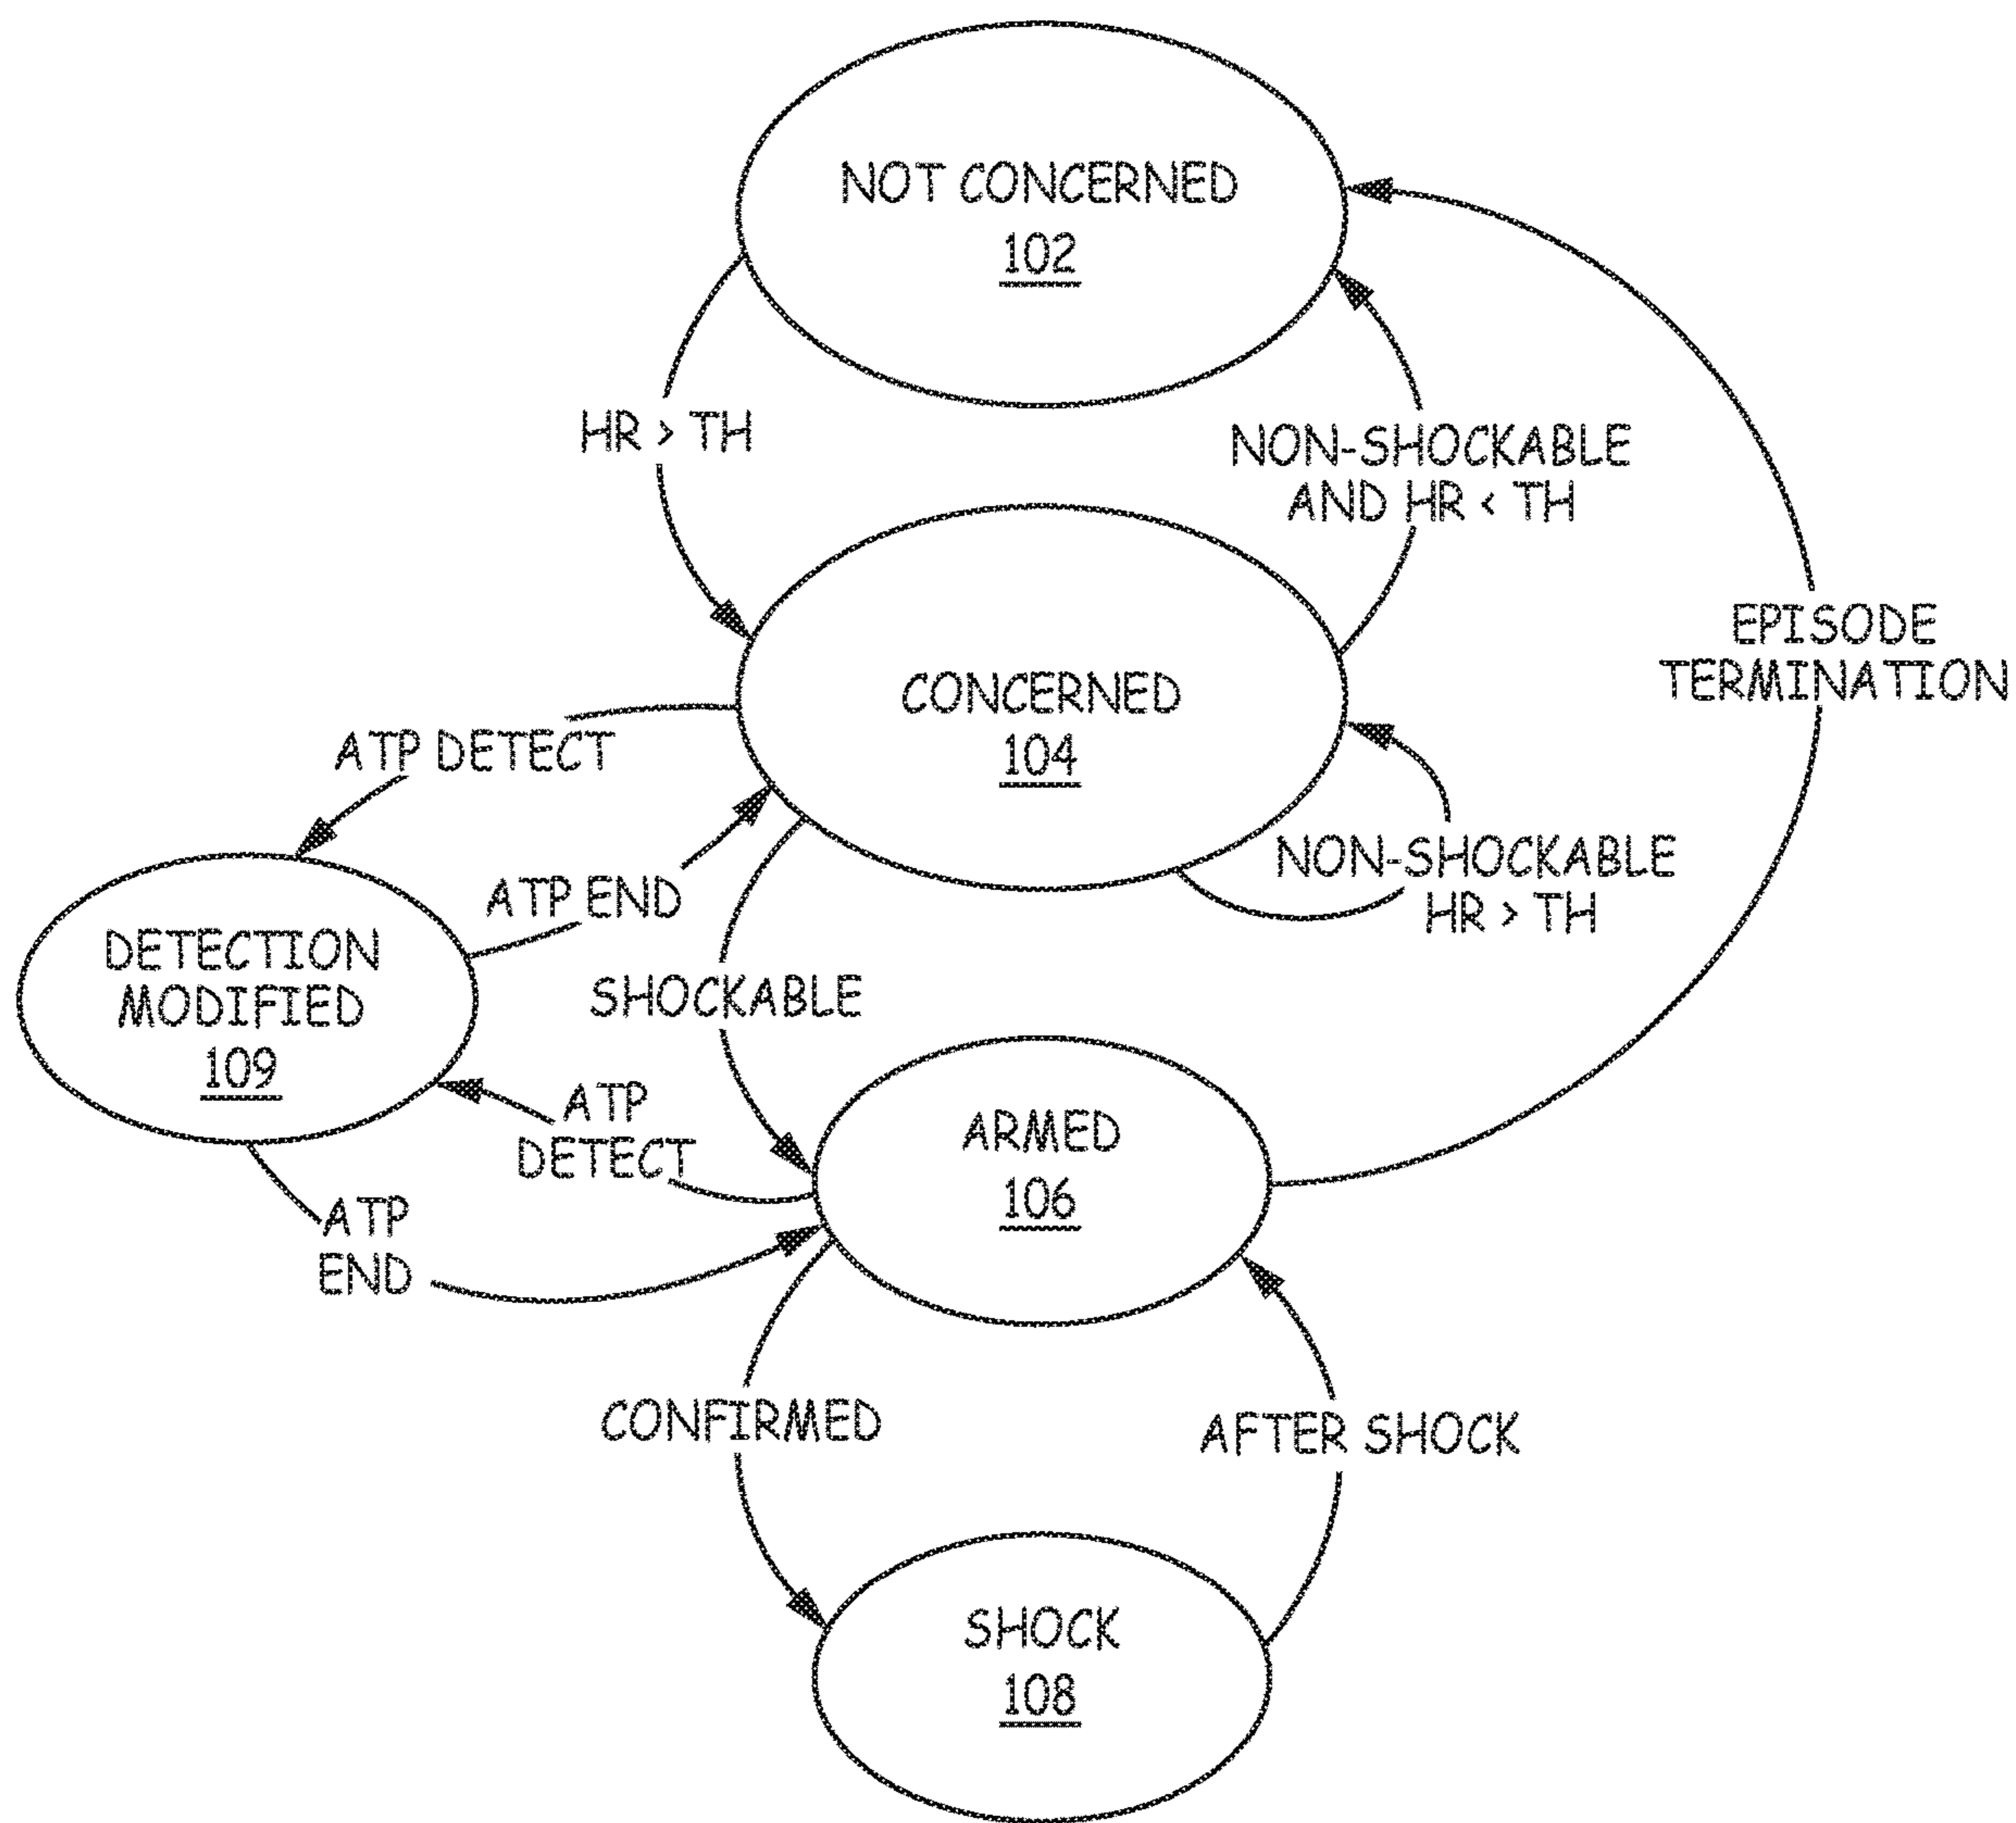 NOT CONCERNED
102
HR > TH
NON-SHOCKABLE
AND HR < TH
EPISODE
TERMINATION
CONCERNED
104
ATP DETECT
NON-SHOCKABLE
HR > TH
ATP END
DETECTION
MODIFIED
109
SHOCKABLE
ATP
DETECT
ARMED
106
ATP
END
CONFIRMED
AFTER SHOCK
SHOCK
108